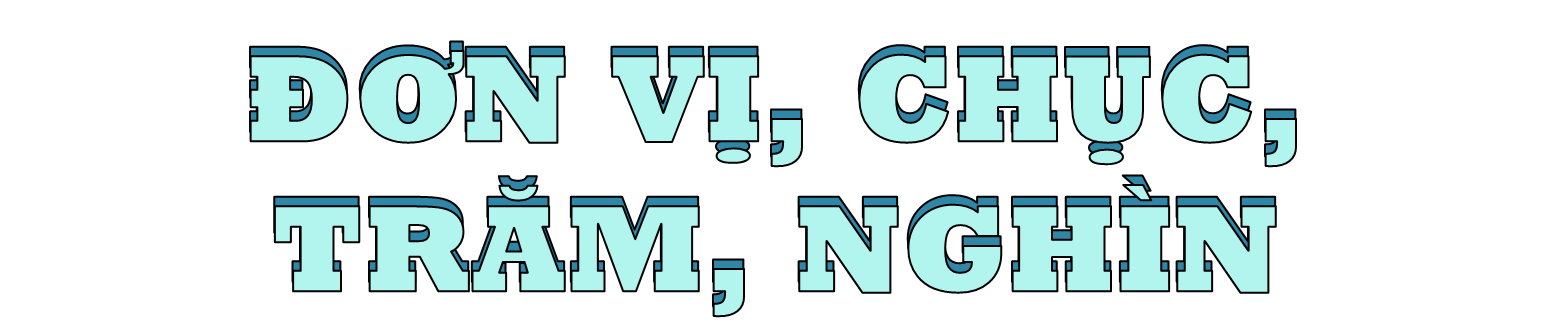 ĐƠN VỊ, CHỤC,
TRĂM, NGHÌN